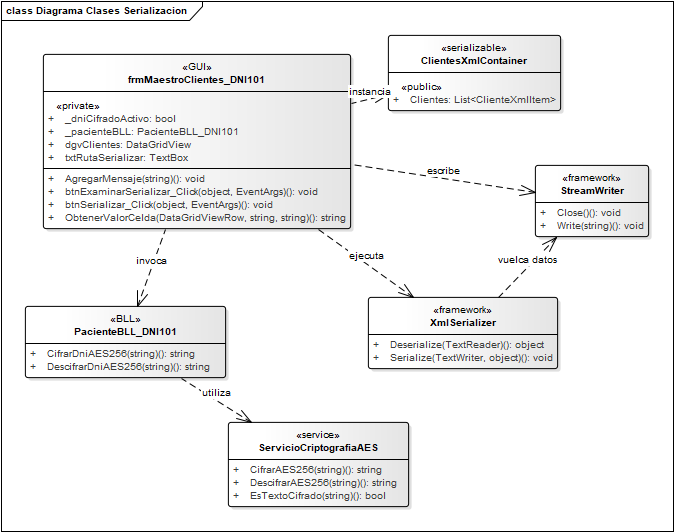 class Diagrama Clases Serializacion
«GUI»
frmMaestroClientes_DNI101
«private»
+ _dniCifradoActivo: bool
+ _pacienteBLL: PacienteBLL_DNI101
+ dgvClientes: DataGridView
+ txtRutaSerializar: TextBox
+ AgregarMensaje(string)(): void
+ btnExaminarSerializar_Click(object, EventArgs)(): void
+ btnSerializar_Click(object, EventArgs)(): void
+ ObtenerValorCelda(DataGridViewRow, string, string)(): string
instancia
«serializable»
ClientesXmlContainer
«public»
+ Clientes: List<ClienteXmlItem>
escribe
«framework»
StreamWriter
+ Close()(): void
+ Write(string)(): void
invoca
ejecuta
vuelca datos
«BLL»
PacienteBLL_DNI101
+ CifrarDniAES256(string)(): string
+ DescifrarDniAES256(string)(): string
«framework»
XmlSerializer
+ Deserialize(TextReader)(): object
+ Serialize(TextWriter, object)(): void
utiliza
«service»
ServicioCriptografiaAES
+ CifrarAES256(string)(): string
+ DescifrarAES256(string)(): string
+ EsTextoCifrado(string)(): bool